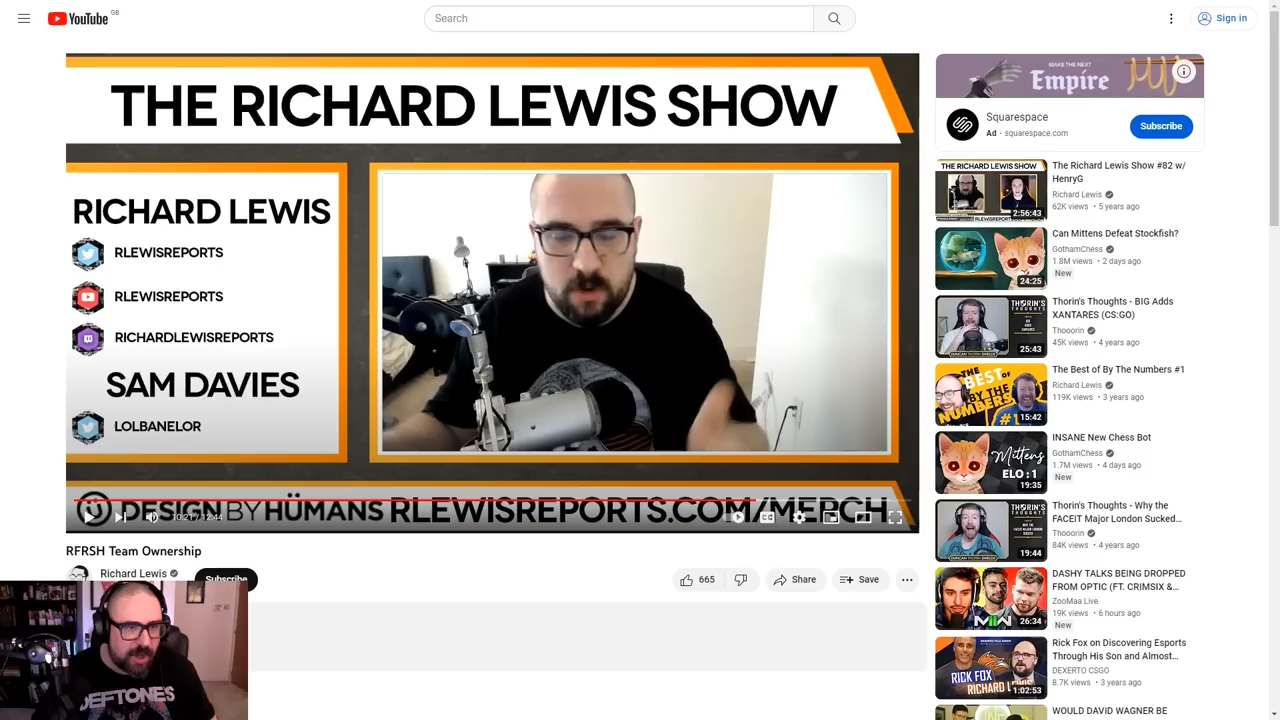 YouTube
GB
Search
Sign in
THE RICHARD LEWIS SHOW
RICHARD LEWIS
RLEWISREPORTS
RLEWISREPORTS
RICHARDLEWISREPORTS
SAM DAVIES
LOLBANELOR
DESIGN BY HÜMANS RLEWISREPORTS.COM/MERCH
10:21 / 12:44
RFRSH Team Ownership
Richard Lewis
Subscribe
665
Share
Save
DEFTONES
MAKE THE NEXT
Empire
Squarespace
Ad · squarespace.com
Subscribe
THE RICHARD LEWIS SHOW
2:56:43
The Richard Lewis Show #82 w/
HenryG
Richard Lewis
62K views · 5 years ago
24:25
Can Mittens Defeat Stockfish?
GothamChess
1.8M views · 2 days ago
New
THORIN'S
THOUGHTS
25:43
Thorin's Thoughts - BIG Adds
XANTARES (CS:GO)
Thooorin
45K views · 4 years ago
THE
BEST OF
BY THE
NUMBERS
#1
15:42
The Best of By The Numbers #1
Richard Lewis
119K views · 3 years ago
Mittens
ELO : 1
19:35
INSANE New Chess Bot
GothamChess
1.7M views · 4 days ago
New
19:44
Thorin's Thoughts - Why the
FACEIT Major London Sucked...
Thooorin
84K views · 4 years ago
26:34
DASHY TALKS BEING DROPPED
FROM OPTIC (FT. CRIMSIX &...
ZooMaa Live
19K views · 6 hours ago
New
RICK FOX
RICHARD L
1:02:53
Rick Fox on Discovering Esports
Through His Son and Almost...
DEXERTO CSGO
8.7K views · 3 years ago
WOULD DAVID WAGNER BE